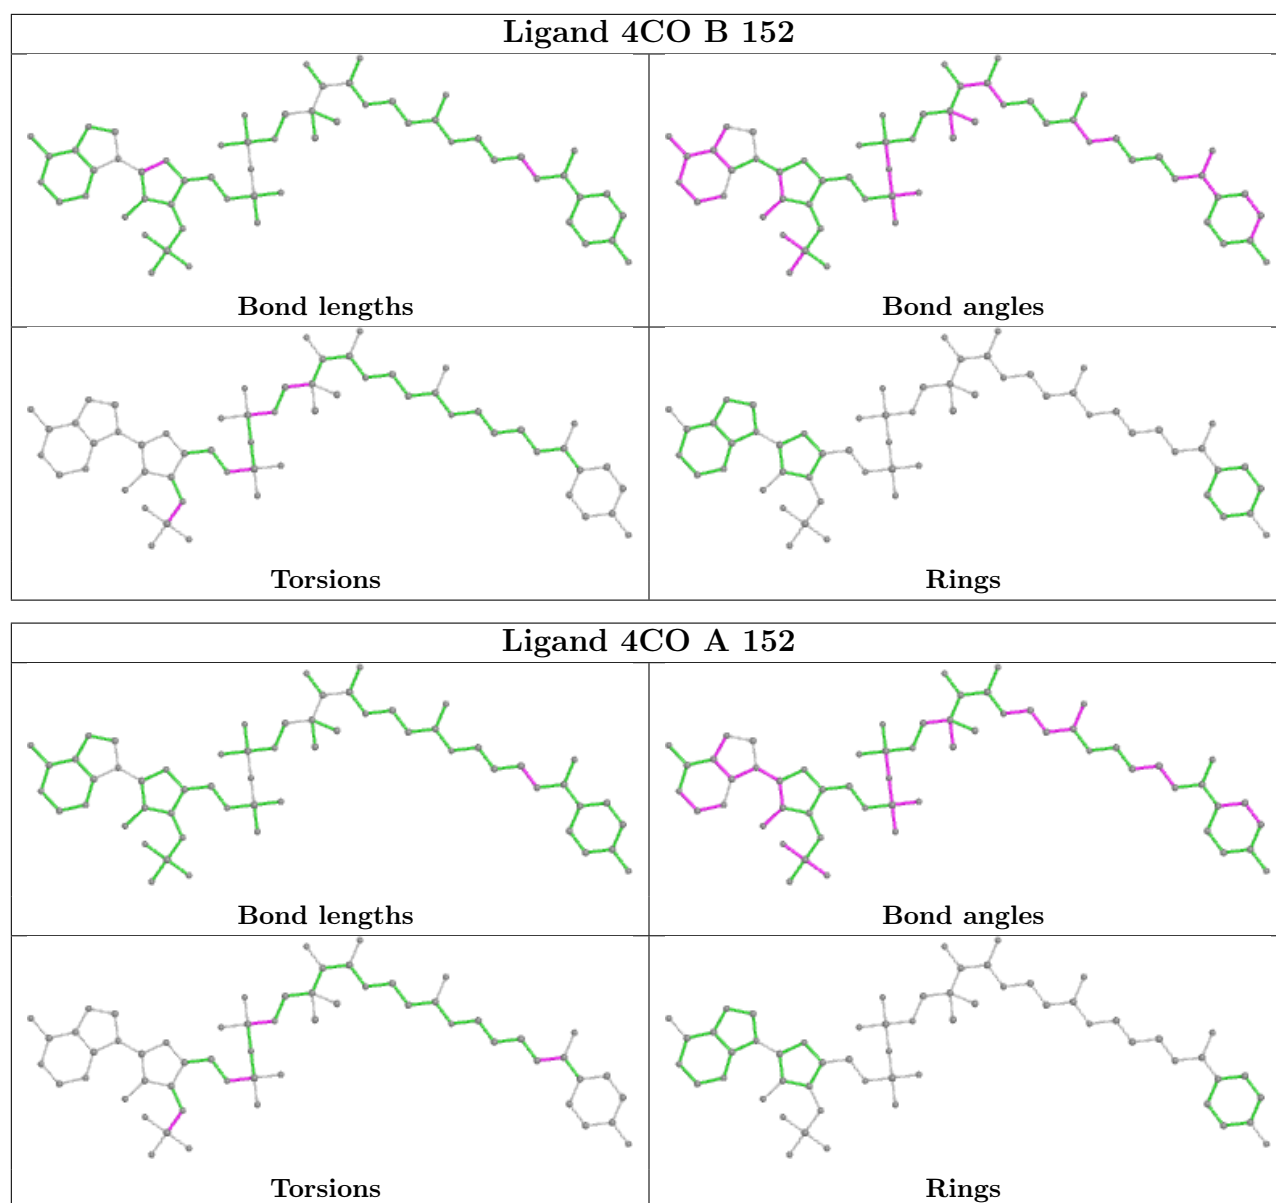 Ligand 4CO B 152
Bond lengths
Bond angles
Torsions
Rings
Ligand 4CO A 152
Bond lengths
Bond angles
Torsions
Rings